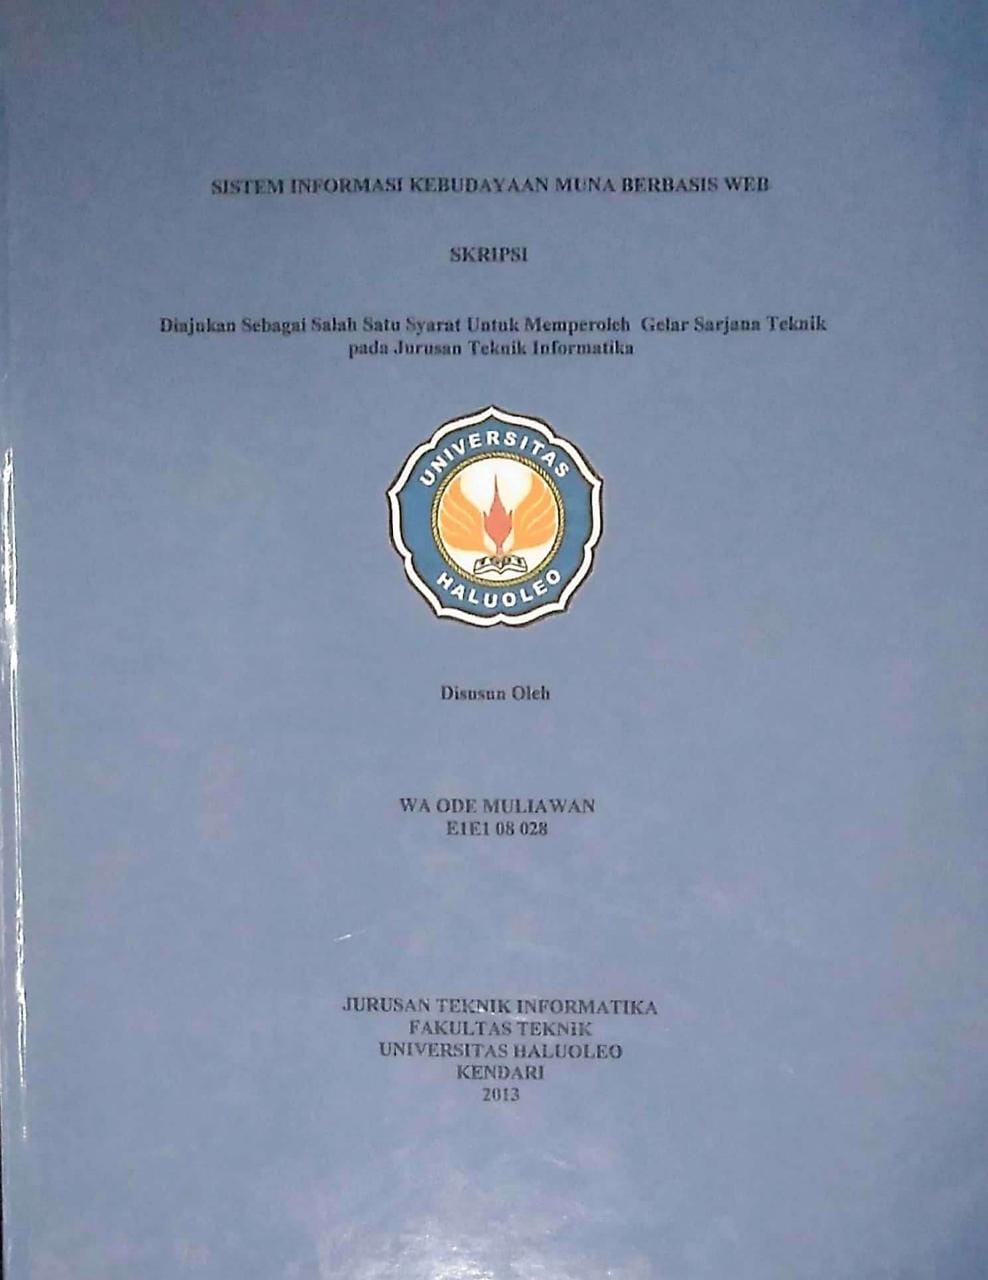 SISTEM INFORMASI KEBUDAYAAN MUNA BERBASIS WEB
SKRIPSI
Diajukan Sebagai Salah Satu Syarat Untuk Memperoleh Gelar Sarjana Teknik
pada Jurusan Teknik Informatika
UNIVERSITAS
HALUOLEO
Disusun Oleh
WA ODE MULIAWAN
E1E1 08 028
JURUSAN TEKNIK INFORMATIKA
FAKULTAS TEKNIK
UNIVERSITAS HALUOLEO
KENDARI
2013